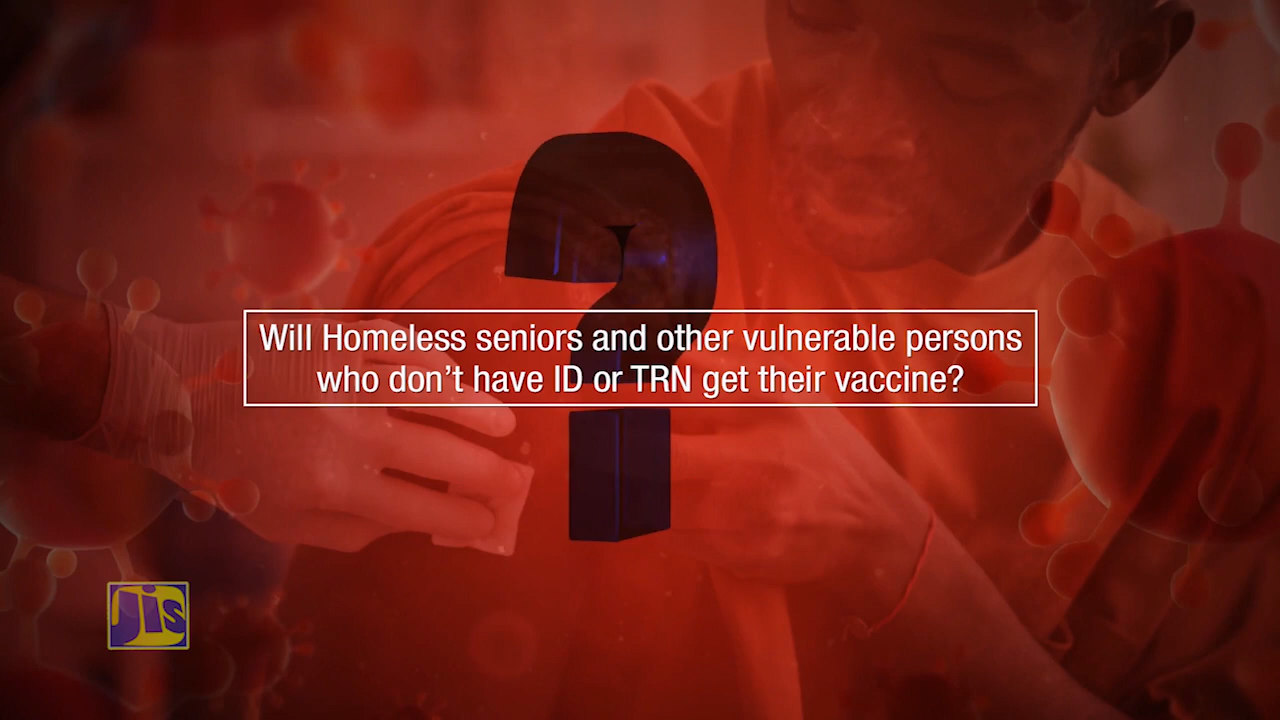 Will Homeless seniors and other vulnerable persons
who don't have ID or TRN get their vaccine?
Jis